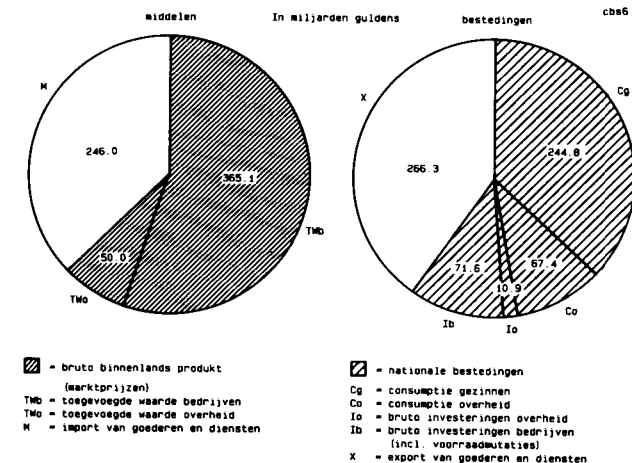 middelen In miljarden guldens bestedingen cbs6
M
246.0
365.1
50.0
TWo
TWb
X
Cg
244.8
266.3
71.6
67.4
10.9
Ib
Io
Co
- bruto binnenlands produkt
(marktprijzen)
TWb - toegevoegde waarde bedrijven
TWo - toegevoegde waarde overheid
M - import van goederen en diensten
- nationale bestedingen
Cg - consumptie gezinnen
Co - consumptie overheid
Io - bruto investeringen overheid
Ib - bruto investeringen bedrijven
(incl. voorraadmutaties)
X - export van goederen en diensten